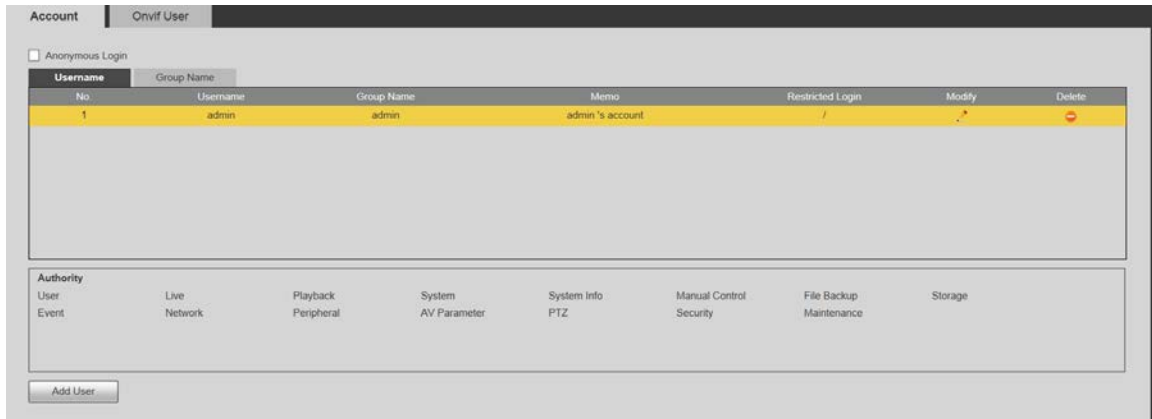 Account Onvif User
Anonymous Login
Username Group Name
No. Username Group Name Memo Restricted Login Modify Delete
1 admin admin admin 's account /
Authority
User Live Playback System System Info Manual Control File Backup Storage
Event Network Peripheral AV Parameter PTZ Security Maintenance
Add User